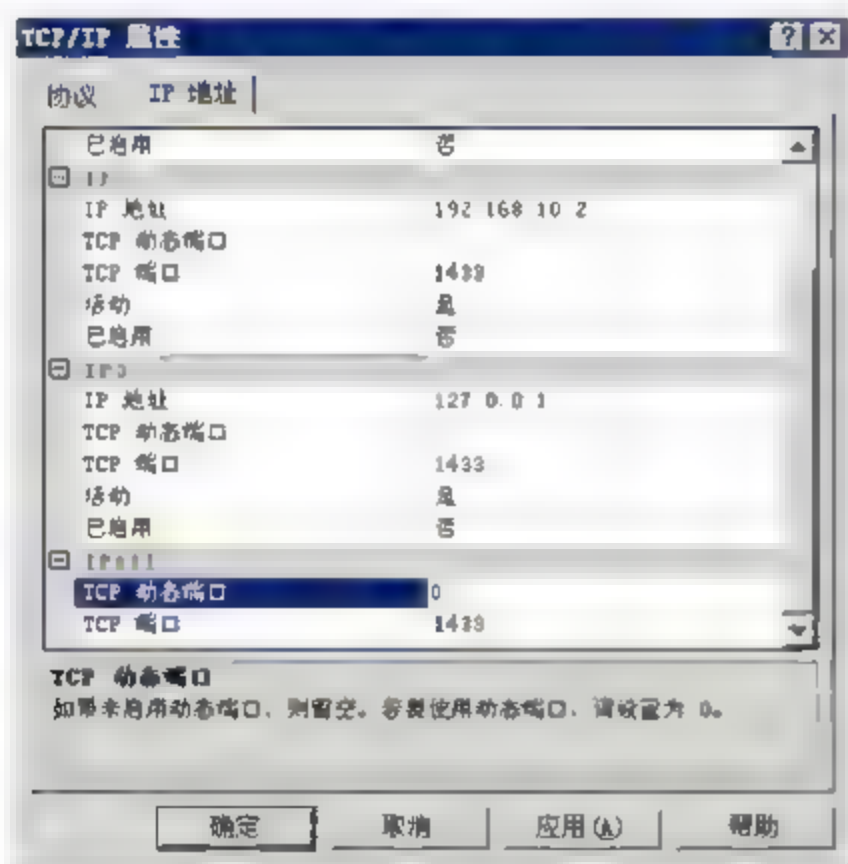 TCP/IP 属性
协议 IP 地址
已启用 否
IP 地址 192 168 10 2
TCP 动态端口
TCP 端口 1433
活动 是
已启用 否
IP 地址 127 0.0 1
TCP 动态端口
TCP 端口 1433
活动 是
已启用 否
TCP 动态端口 0
TCP 端口 1433
TCP 动态端口
如果未启用动态端口，则留空。若要使用动态端口，请设置为 0。
确定 取消 应用(A) 帮助